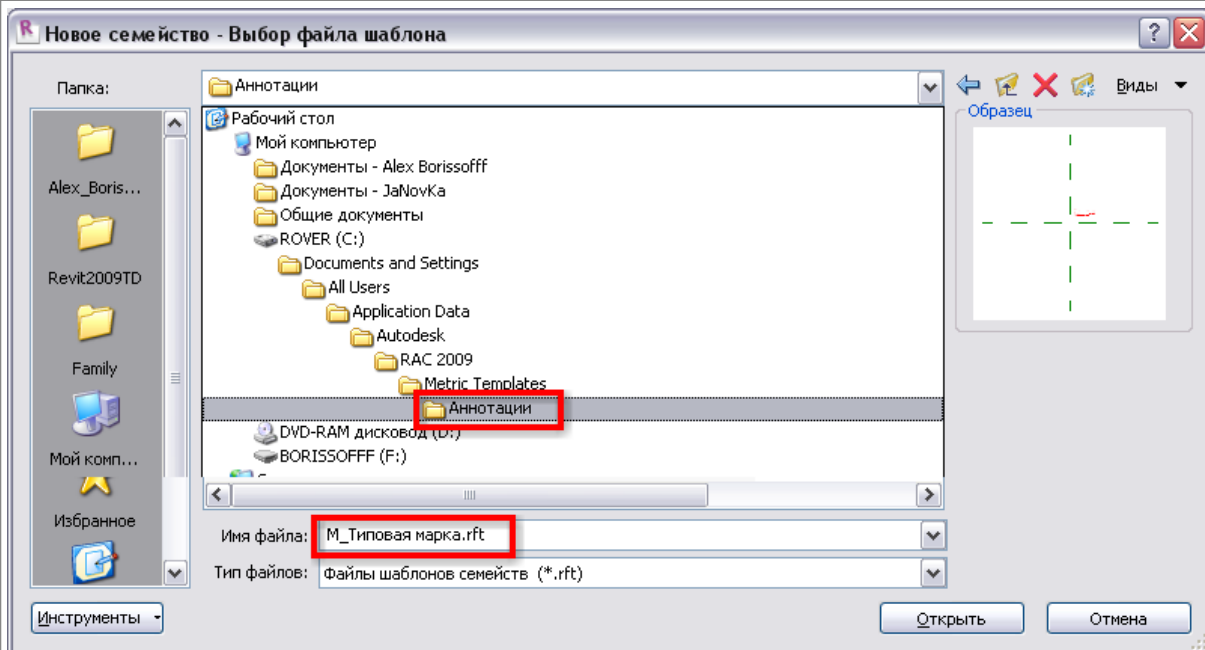 Новое семейство - Выбор файла шаблона
Папка:
Аннотации
Виды
Образец
Рабочий стол
Мой компьютер
Документы - Alex Borissofff
Документы - JaNovKa
Общие документы
ROVER (C:)
Documents and Settings
All Users
Application Data
Autodesk
RAC 2009
Metric Templates
Аннотации
DVD-RAM дисковод (D:)
BORISSOFFF (F:)
Alex_Boris...
Revit2009TD
Family
Мой комп...
Избранное
Имя файла: М_Типовая марка.rft
Тип файлов: Файлы шаблонов семейств (*.rft)
Инструменты
Открыть
Отмена